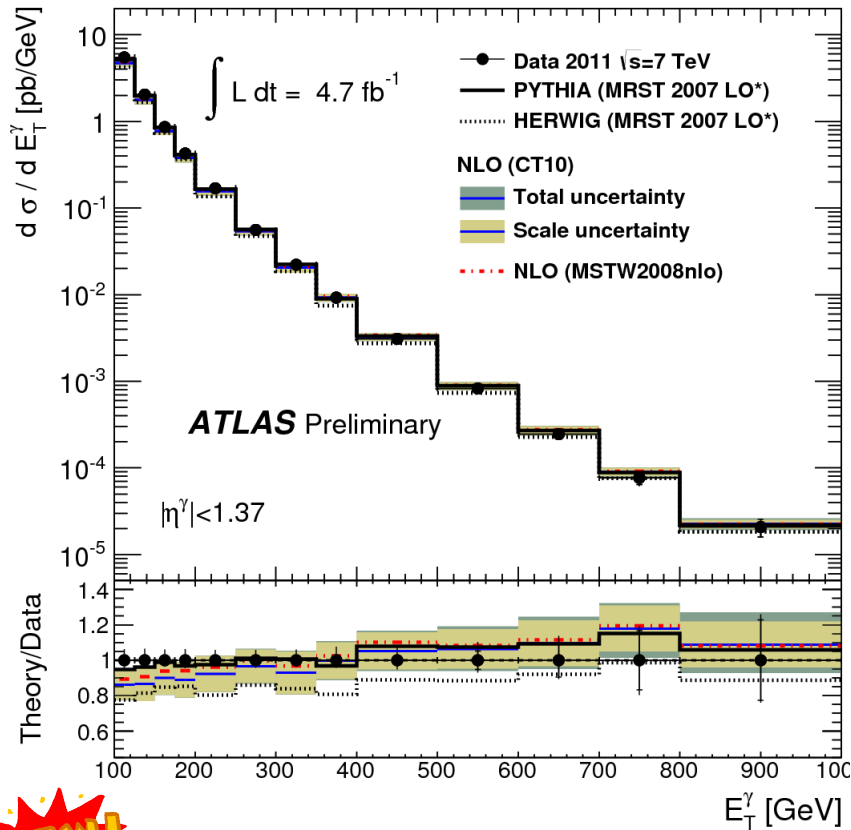 10
1
10⁻¹
10⁻²
10⁻³
10⁻⁴
10⁻⁵
d σ / d E_T^γ [pb/GeV]
∫ L dt = 4.7 fb⁻¹
Data 2011 √s=7 TeV
PYTHIA (MRST 2007 LO*)
HERWIG (MRST 2007 LO*)
NLO (CT10)
Total uncertainty
Scale uncertainty
NLO (MSTW2008nlo)
ATLAS Preliminary
|η^γ|<1.37
Theory/Data
1.4
1.2
1
0.8
0.6
100 200 300 400 500 600 700 800 900 100
E_T^γ [GeV]